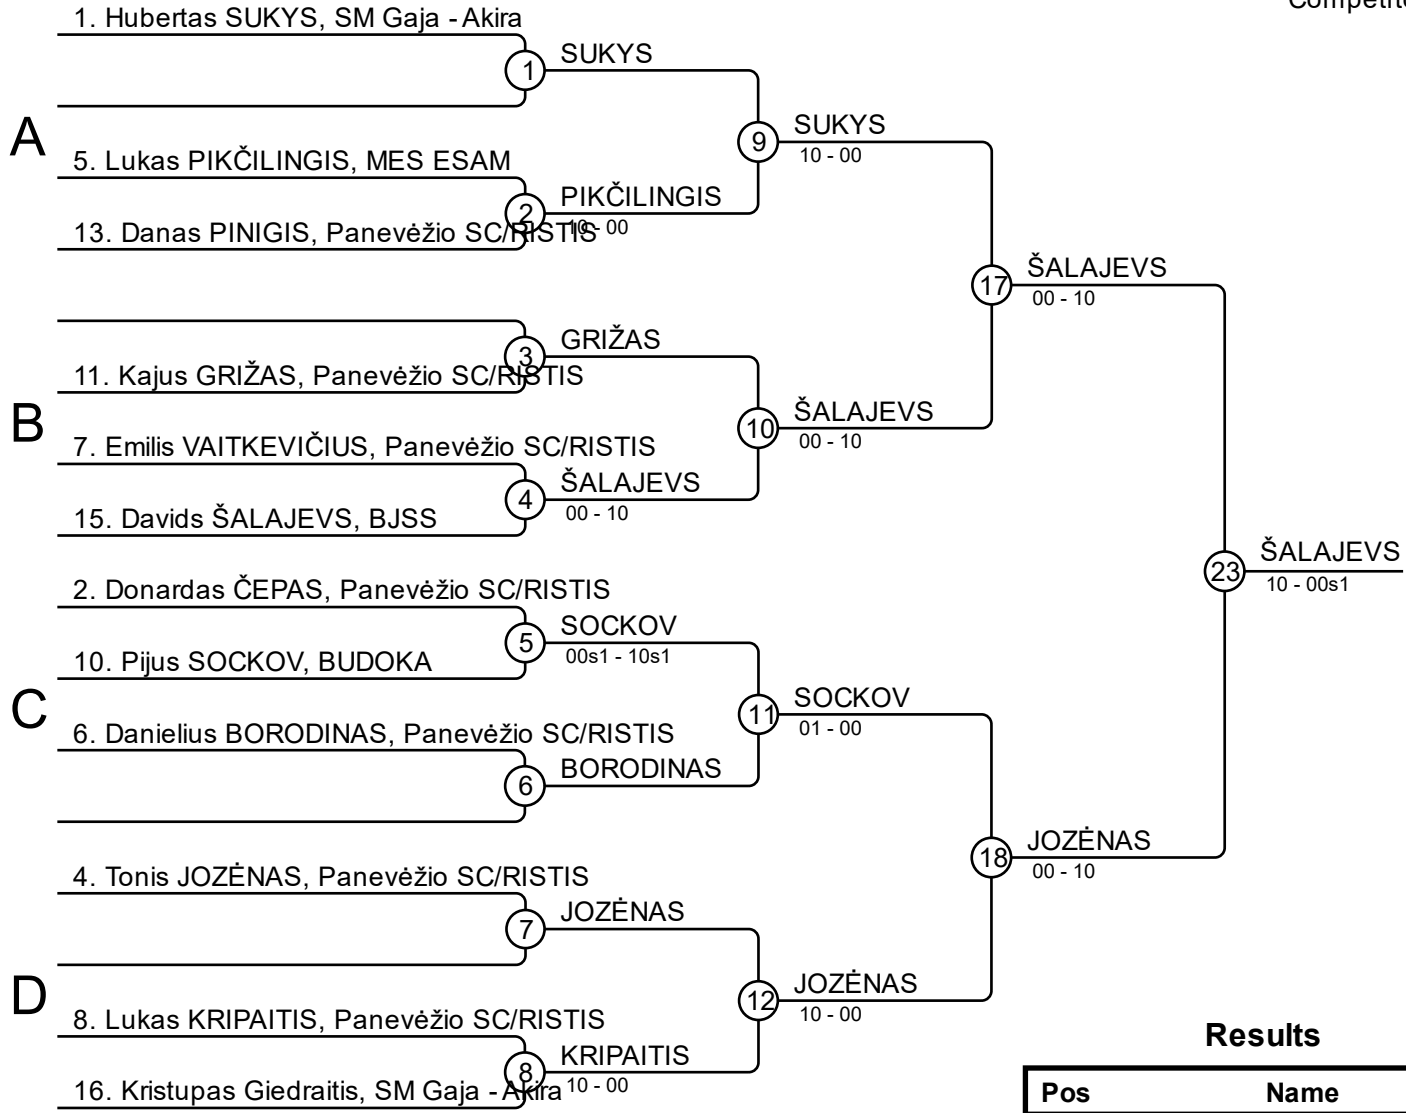 Competit
1. Hubertas SUKYS, SM Gaja - Akira
1
SUKYS
A
9
SUKYS
10 - 00
5. Lukas PIKČILINGIS, MES ESAM
2
PIKČILINGIS
10 - 00
13. Danas PINIGIS, Panevėžio SC/RISTIS
17
ŠALAJEVS
00 - 10
3
GRIŽAS
11. Kajus GRIŽAS, Panevėžio SC/RISTIS
B
10
ŠALAJEVS
00 - 10
7. Emilis VAITKEVIČIUS, Panevėžio SC/RISTIS
4
ŠALAJEVS
00 - 10
15. Davids ŠALAJEVS, BJSS
23
ŠALAJEVS
10 - 00s1
2. Donardas ČEPAS, Panevėžio SC/RISTIS
5
SOCKOV
00s1 - 10s1
10. Pijus SOCKOV, BUDOKA
C
11
SOCKOV
01 - 00
6. Danielius BORODINAS, Panevėžio SC/RISTIS
6
BORODINAS
18
JOZĖNAS
00 - 10
4. Tonis JOZĖNAS, Panevėžio SC/RISTIS
7
JOZĖNAS
D
12
JOZĖNAS
10 - 00
8. Lukas KRIPAITIS, Panevėžio SC/RISTIS
8
KRIPAITIS
10 - 00
16. Kristupas Giedraitis, SM Gaja - Akira
Results
Pos Name